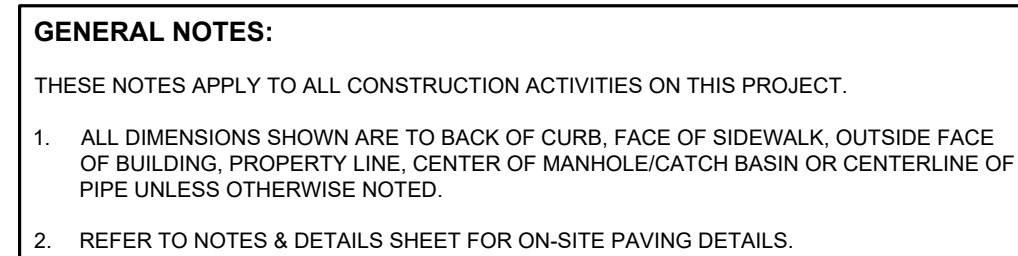 GENERAL NOTES:
THESE NOTES APPLY TO ALL CONSTRUCTION ACTIVITIES ON THIS PROJECT.
1. ALL DIMENSIONS SHOWN ARE TO BACK OF CURB, FACE OF SIDEWALK, OUTSIDE FACE
OF BUILDING, PROPERTY LINE, CENTER OF MANHOLE/CATCH BASIN OR CENTERLINE OF
PIPE UNLESS OTHERWISE NOTED.
2. REFER TO NOTES & DETAILS SHEET FOR ON-SITE PAVING DETAILS.